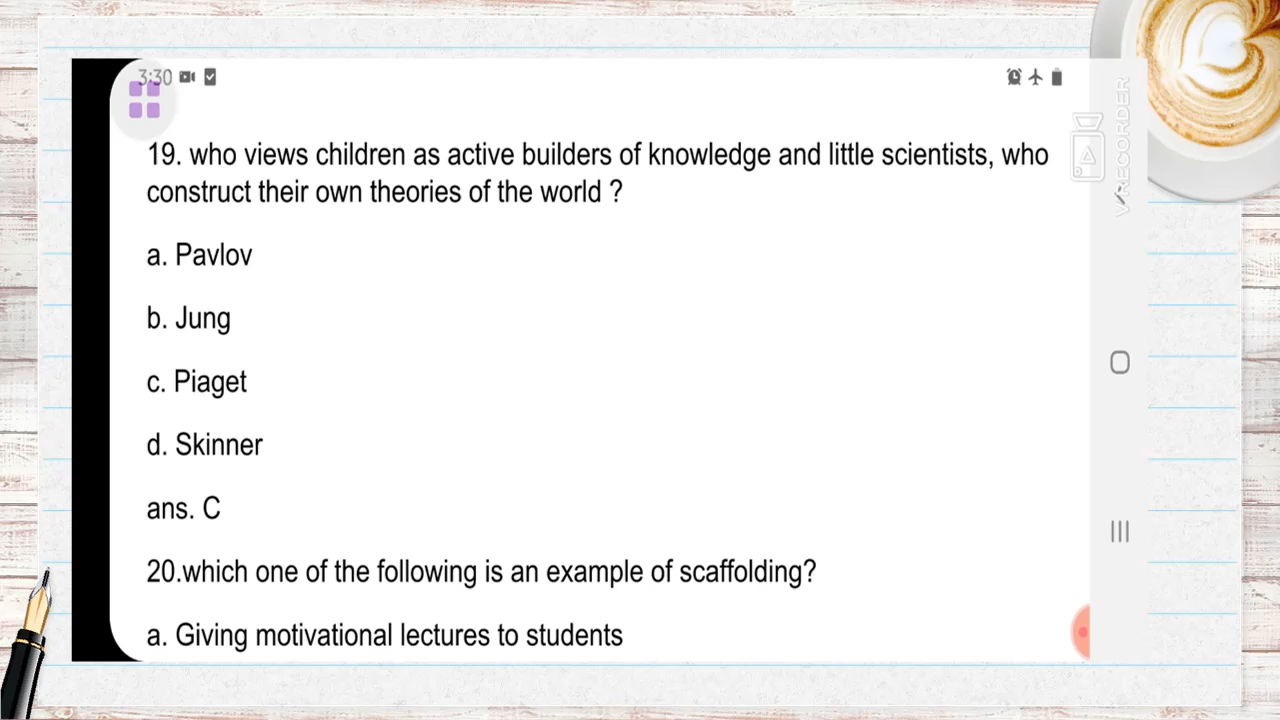 3:30
19. who views children as active builders of knowledge and little scientists, who
construct their own theories of the world ?
a. Pavlov
b. Jung
c. Piaget
d. Skinner
ans. C
20.which one of the following is an example of scaffolding?
a. Giving motivational lectures to students
VRECORDER